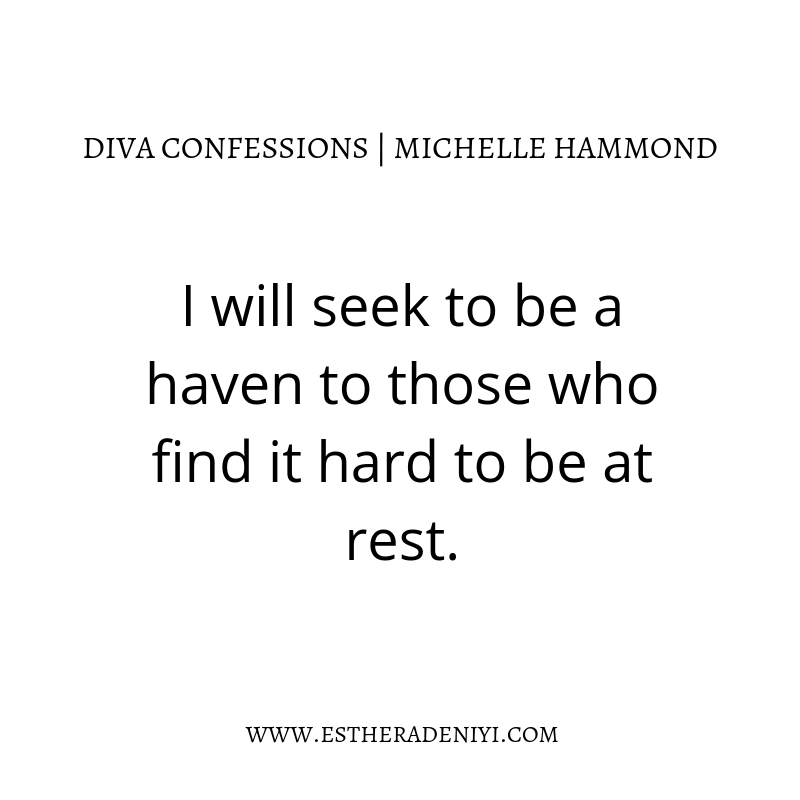 DIVA CONFESSIONS | MICHELLE HAMMOND
I will seek to be a
haven to those who
find it hard to be at
rest.
WWW.ESTHERADENIYI.COM